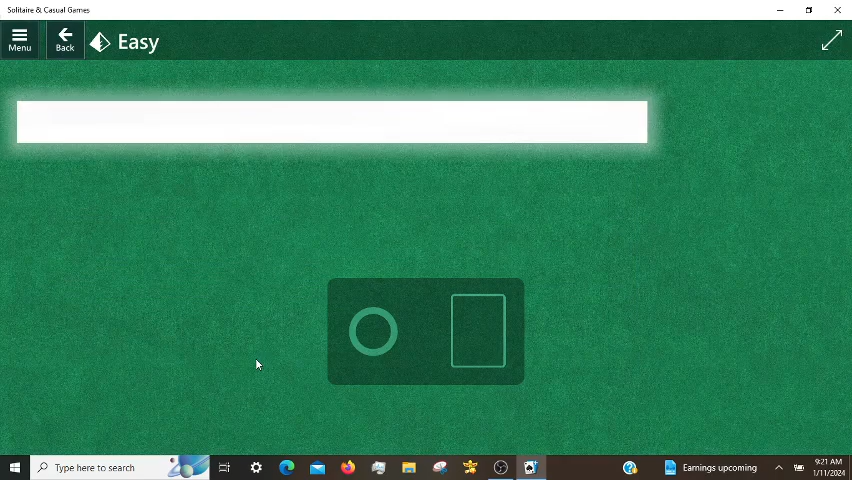 Solitaire & Casual Games
Menu
Back
Easy
Type here to search
Earnings upcoming
9:21 AM
1/11/2024